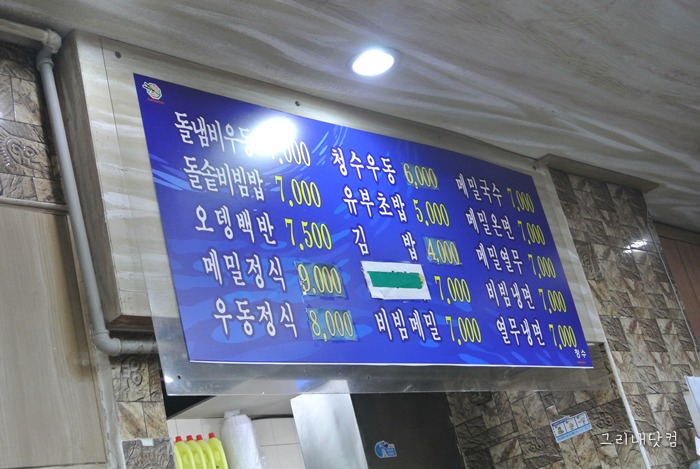 돌냄비우동 ,000
돌솥비빔밥 7,000
오뎅백반 7,500
메밀정식 9,000
우동정식 8,000
청수우동 6,000
유부초밥 5,000
김 밥 4,000
7,000
비빔메밀 7,000
메밀국수 7,000
메밀온면 7,000
메밀열무 7,000
비빔냉면 7,000
열무냉면 7,000
청수
그리내닷컴